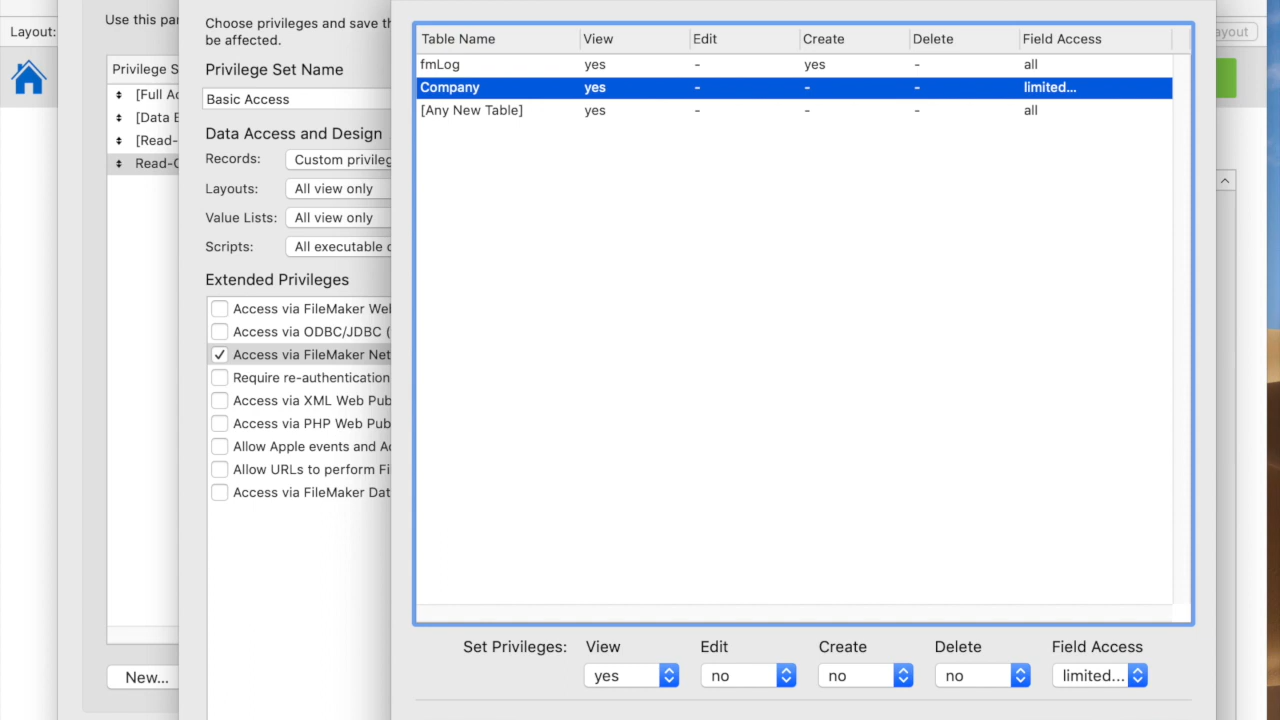 Layout:
ayout
Use this pa
Privilege S
[Full Ac
[Data E
[Read-
Read-O
New...
Choose privileges and save th
be affected.
Privilege Set Name
Basic Access
Data Access and Design
Records: Custom privileg
Layouts: All view only
Value Lists: All view only
Scripts: All executable o
Extended Privileges
Access via FileMaker Wel
Access via ODBC/JDBC (
Access via FileMaker Net
Require re-authentication
Access via XML Web Pub
Access via PHP Web Pub
Allow Apple events and Ac
Allow URLs to perform Fi
Access via FileMaker Dat
Table Name View Edit Create Delete Field Access
fmLog yes - yes - all
Company yes - - - limited...
[Any New Table] yes - - - all
Set Privileges: View Edit Create Delete Field Access
yes no no no limited...